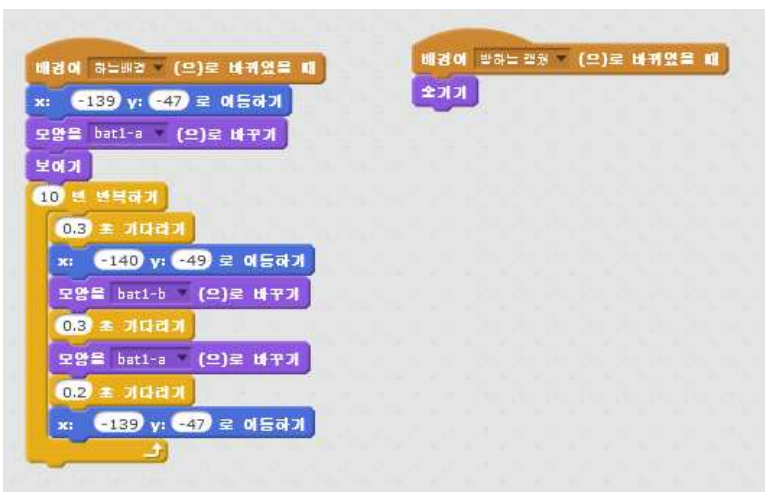 배경이 하늘배경 (으)로 바뀌었을 때
x: -139 y: -47 로 이동하기
모양을 bat1-a (으)로 바꾸기
보이기
10 번 반복하기
0.3 초 기다리기
x: -140 y: -49 로 이동하기
모양을 bat1-b (으)로 바꾸기
0.3 초 기다리기
모양을 bat1-a (으)로 바꾸기
0.2 초 기다리기
x: -139 y: -47 로 이동하기
배경이 (으)로 바뀌었을 때
숨기기